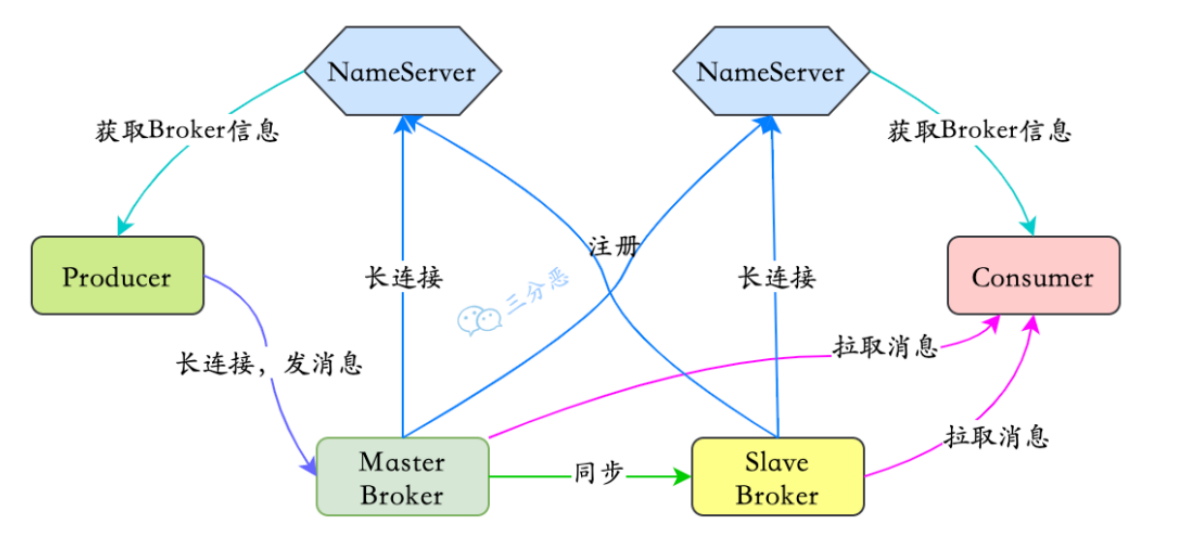 NameServer
NameServer
获取Broker信息
获取Broker信息
注册
Producer
长连接
长连接
Consumer
三分恶
长连接，发消息
拉取消息
拉取消息
Master
Broker
同步
Slave
Broker